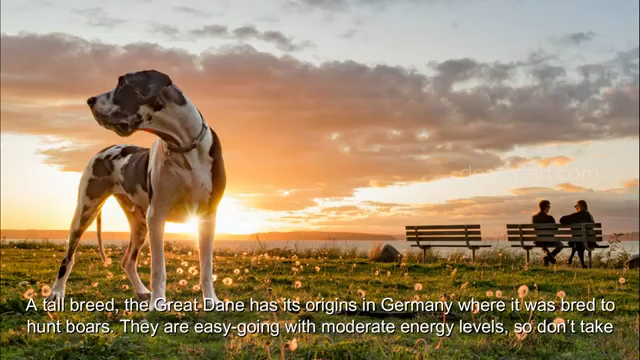 A tall breed, the Great Dane has its origins in Germany where it was bred to
hunt boars. They are easy-going with moderate energy levels, so don't take